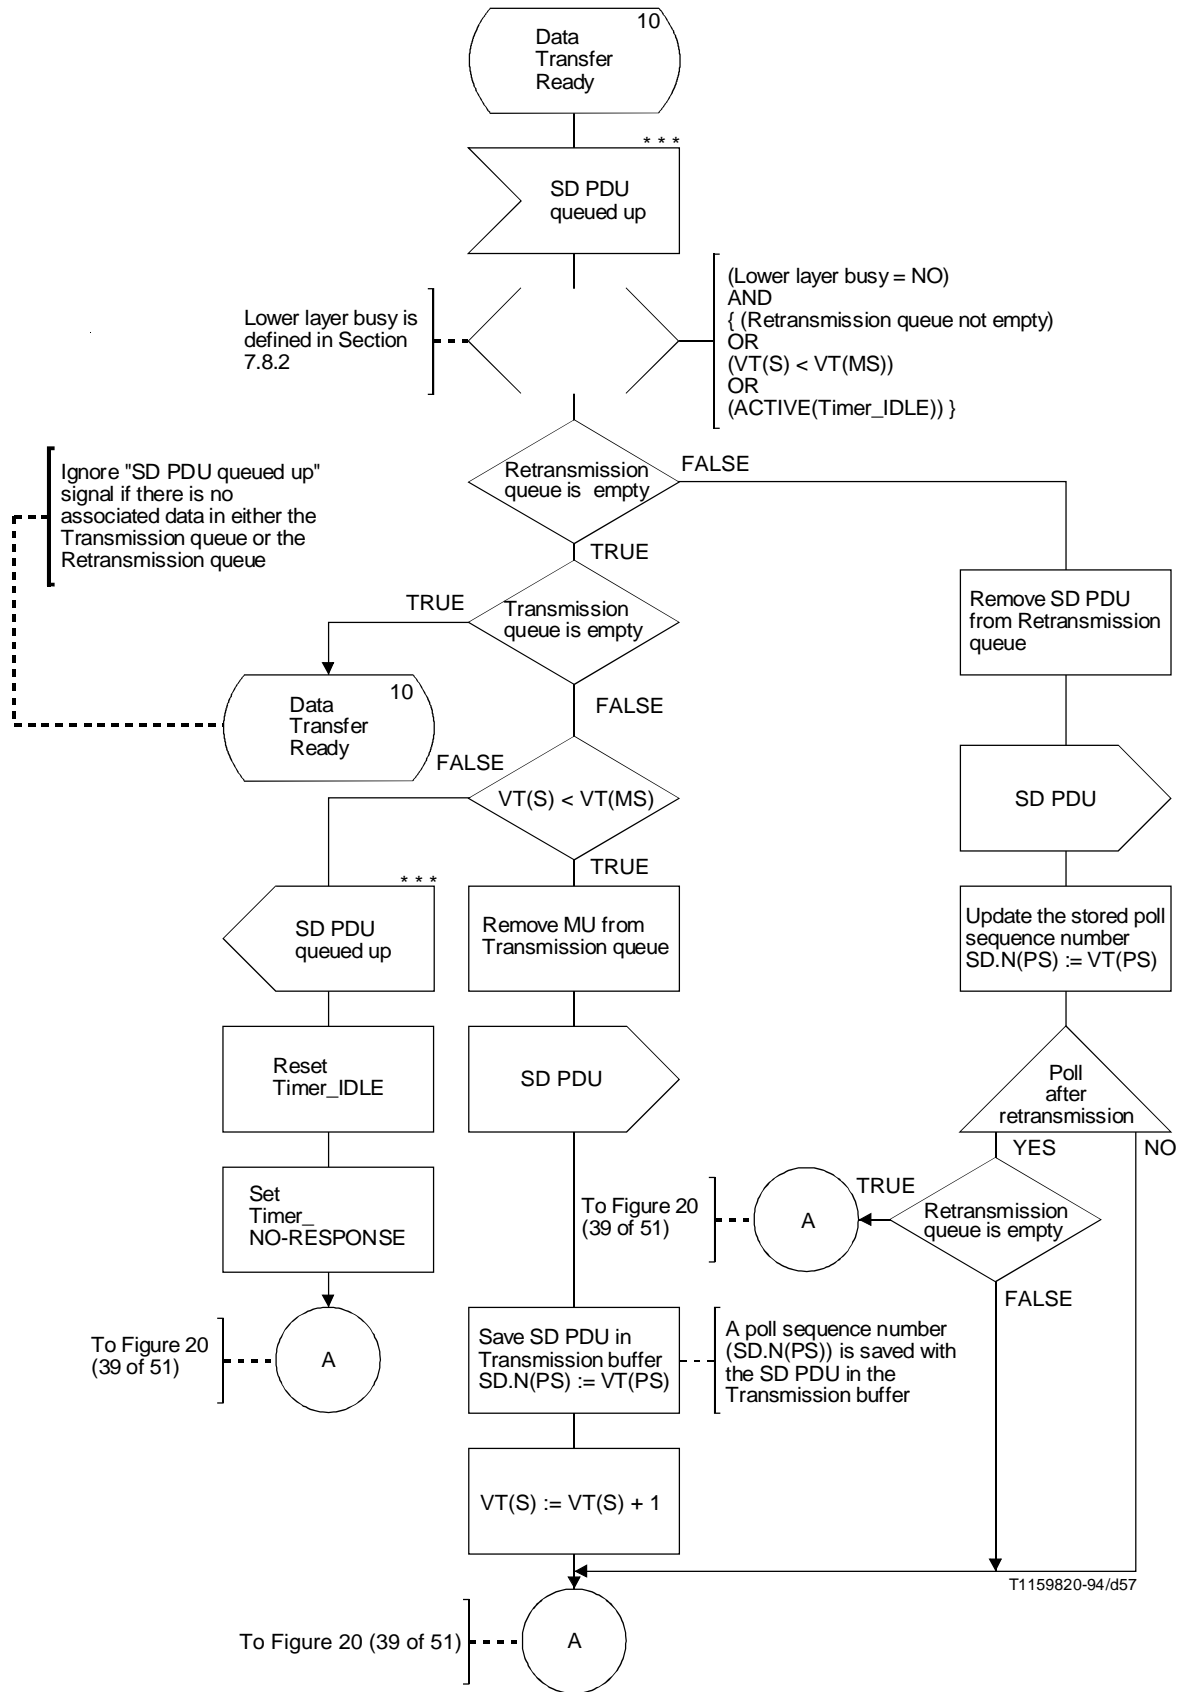 10
Data
Transfer
Ready
* * *
SD PDU
queued up
Lower layer busy is
defined in Section
7.8.2
(Lower layer busy = NO)
AND
{ (Retransmission queue not empty)
OR
(VT(S) < VT(MS))
OR
(ACTIVE(Timer_IDLE)) }
Ignore "SD PDU queued up"
signal if there is no
associated data in either the
Transmission queue or the
Retransmission queue
Retransmission
queue is empty
FALSE
TRUE
Transmission
queue is empty
TRUE
FALSE
10
Data
Transfer
Ready
Remove SD PDU
from Retransmission
queue
SD PDU
VT(S) < VT(MS)
FALSE
TRUE
* * *
SD PDU
queued up
Remove MU from
Transmission queue
Update the stored poll
sequence number
SD.N(PS) := VT(PS)
Reset
Timer_IDLE
SD PDU
Poll
after
retransmission
YES
NO
Set
Timer_
NO-RESPONSE
To Figure 20
(39 of 51)
A
TRUE
Retransmission
queue is empty
FALSE
To Figure 20
(39 of 51)
A
Save SD PDU in
Transmission buffer
SD.N(PS) := VT(PS)
A poll sequence number
(SD.N(PS)) is saved with
the SD PDU in the
Transmission buffer
VT(S) := VT(S) + 1
T1159820-94/d57
To Figure 20 (39 of 51)
A